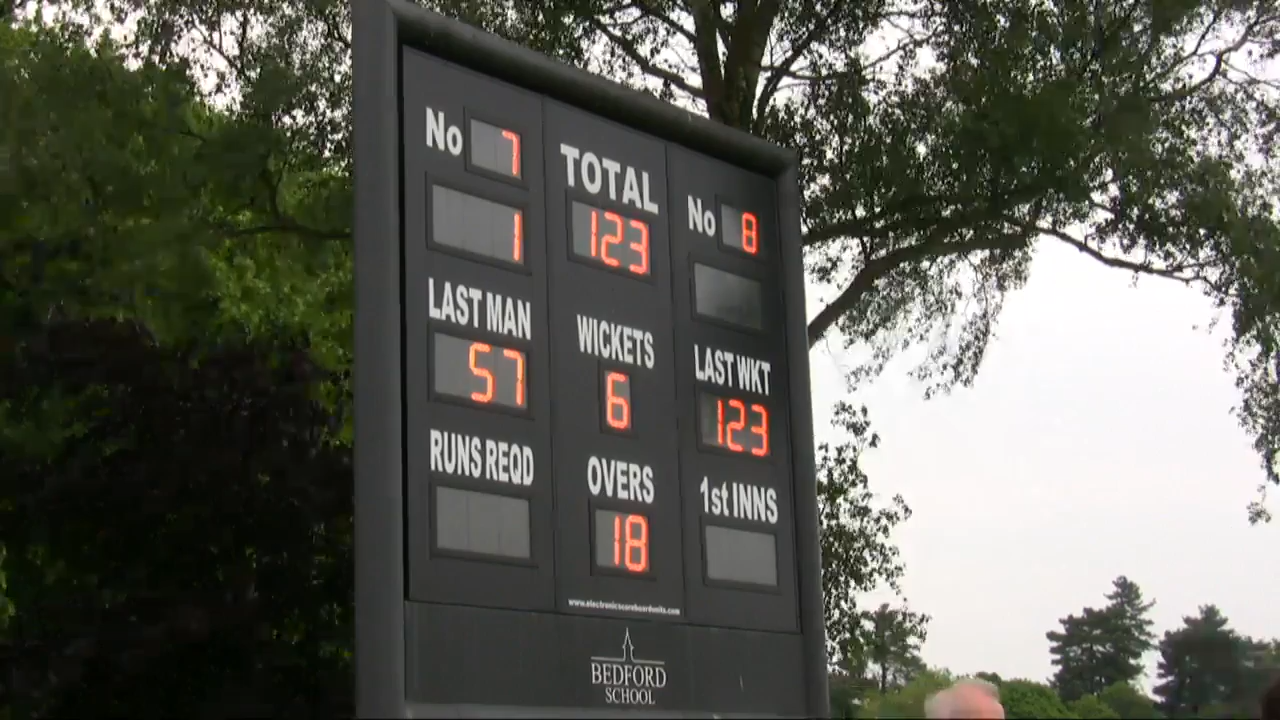 No 7
1
LAST MAN
57
RUNS REQD
TOTAL
123
WICKETS
6
OVERS
18
No 8
LAST WKT
123
1st INNS
www.electronicscoreboardunits.com
BEDFORD
SCHOOL